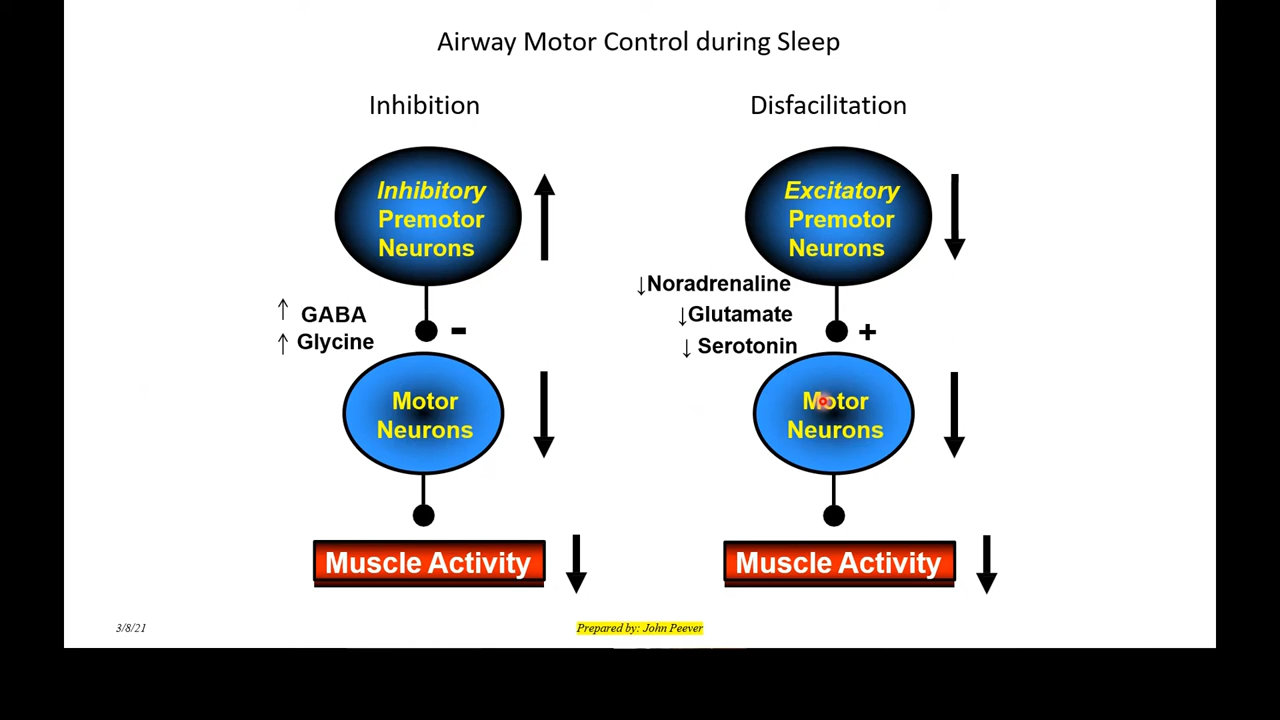 Airway Motor Control during Sleep
Inhibition
Inhibitory
Premotor
Neurons
↑ GABA
↑ Glycine
-
Motor
Neurons
Muscle Activity
Disfacilitation
Excitatory
Premotor
Neurons
↓Noradrenaline
↓Glutamate
↓ Serotonin
+
Motor
Neurons
Muscle Activity
3/8/21
Prepared by: John Peever